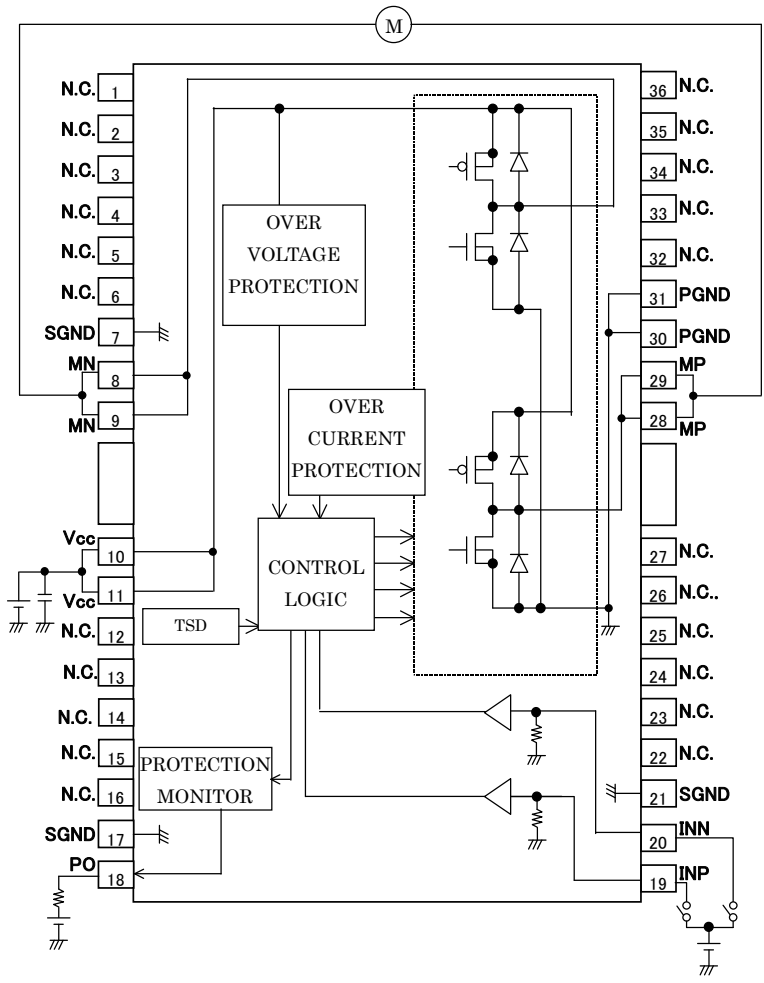 M
N.C. 1
N.C. 2
N.C. 3
N.C. 4
N.C. 5
N.C. 6
SGND 7
MN
8
9
MN
Vcc
10
11
Vcc
N.C. 12
N.C. 13
N.C. 14
N.C. 15
N.C. 16
SGND 17
PO
18
OVER
VOLTAGE
PROTECTION
OVER
CURRENT
PROTECTION
CONTROL
LOGIC
TSD
PROTECTION
MONITOR
36 N.C.
35 N.C.
34 N.C.
33 N.C.
32 N.C.
31 PGND
30 PGND
MP
29
28
MP
27 N.C.
26 N.C..
25 N.C.
24 N.C.
23 N.C.
22 N.C.
21 SGND
INN
20
INP
19